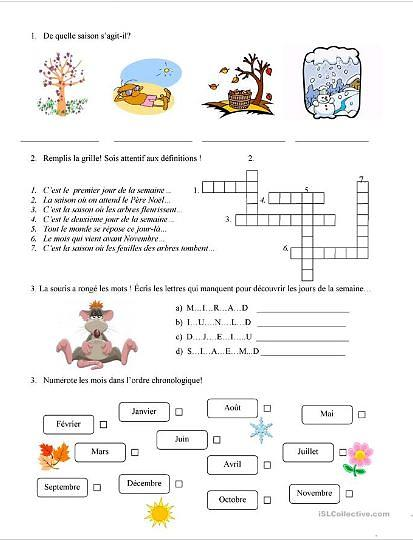 1. De quelle saison s'agit-il?
2. Remplis la grille! Sois attentif aux définitions !
2.
7.
1. C'est le premier jour de la semaine…
1.
5.
2. La saison où on attend le Père Noël…
4.
3. C'est la saison où les arbres fleurissent…
4. C'est le deuxième jour de la semaine…
3.
5. Tout le monde se répose ce jour-là…
6. Le mois qui vient avant Novembre…
7. C'est la saison où les feuilles des arbres tombent…
6.
3. La souris a rongé les mots ! Écris les lettres qui manquent pour découvrir les jours de la semaine…
a) M…I…R…A…D
b) I…U…N…L…D
c) D…J…E…I…..U
d) S…I…A…E…M...D
3. Numérote les mois dans l'ordre chronologique!
Janvier
Août
Mai
Février
Juin
Mars
Juillet
Avril
Septembre
Décembre
Octobre
Novembre
iSLCollective.com